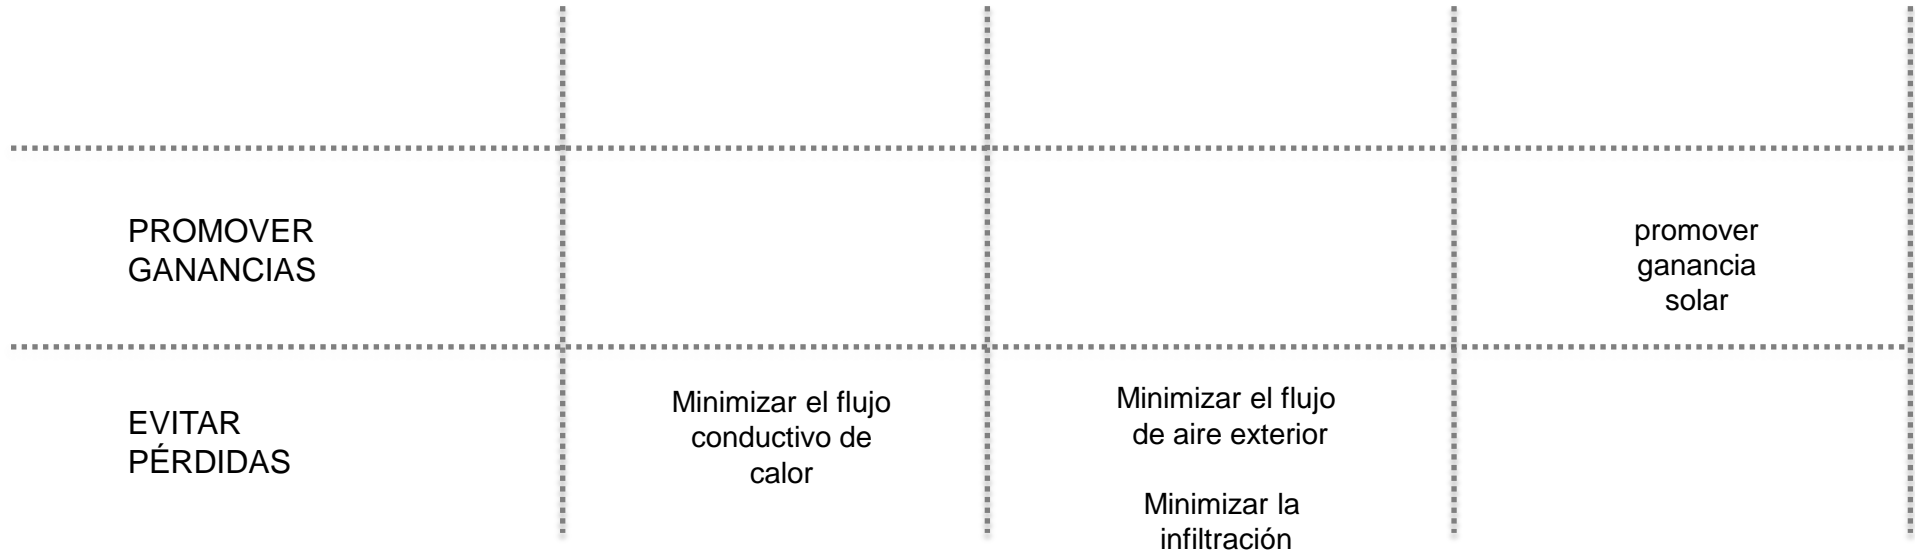 PROMOVER
GANANCIAS
promover
ganancia
solar
EVITAR
PÉRDIDAS
Minimizar el flujo
conductivo de
calor
Minimizar el flujo
de aire exterior
Minimizar la
infiltración